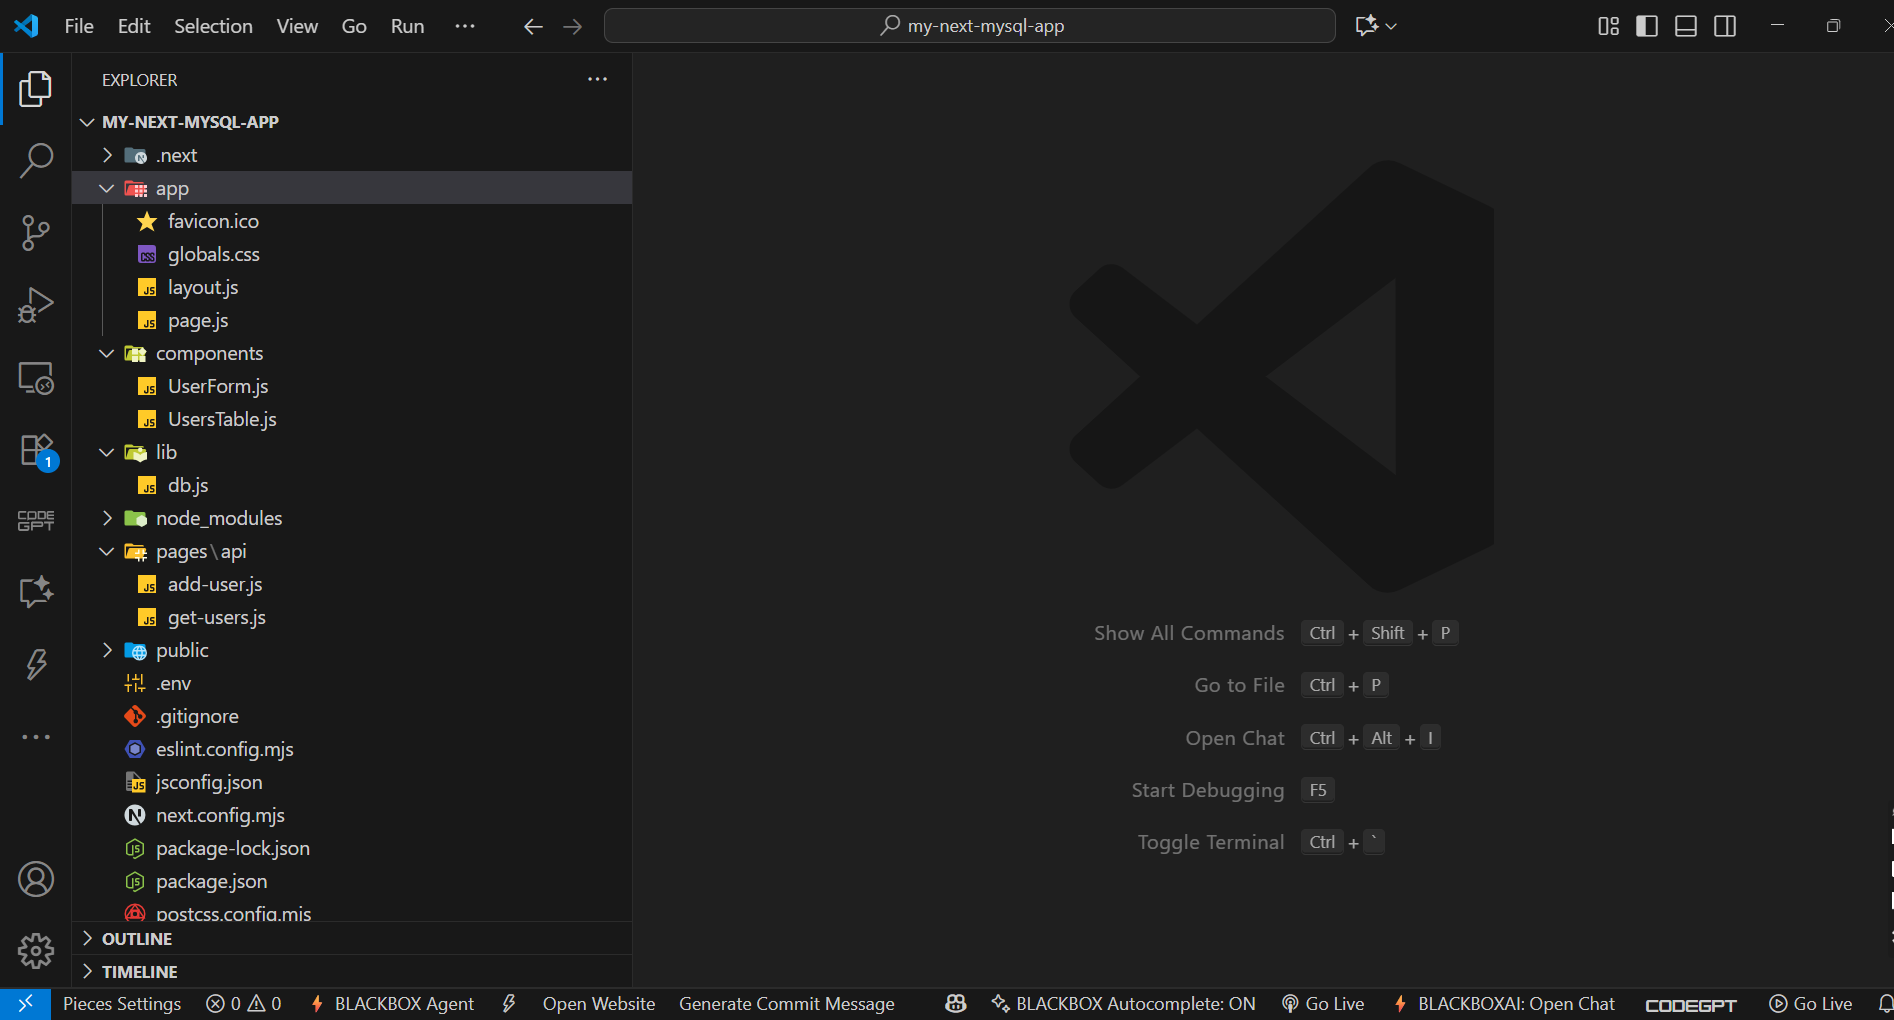 File Edit Selection View Go Run ···
my-next-mysql-app
EXPLORER
MY-NEXT-MYSQL-APP
.next
app
favicon.ico
globals.css
layout.js
page.js
components
UserForm.js
UsersTable.js
lib
db.js
node_modules
pages\api
add-user.js
get-users.js
public
.env
.gitignore
eslint.config.mjs
jsconfig.json
next.config.mjs
package-lock.json
package.json
postcss.config.mjs
OUTLINE
TIMELINE
1
CODE
GPT
Show All Commands Ctrl + Shift + P
Go to File Ctrl + P
Open Chat Ctrl + Alt + I
Start Debugging F5
Toggle Terminal Ctrl + `
Pieces Settings 0 0 BLACKBOX Agent Open Website Generate Commit Message BLACKBOX Autocomplete: ON Go Live BLACKBOXAI: Open Chat CODEGPT Go Live